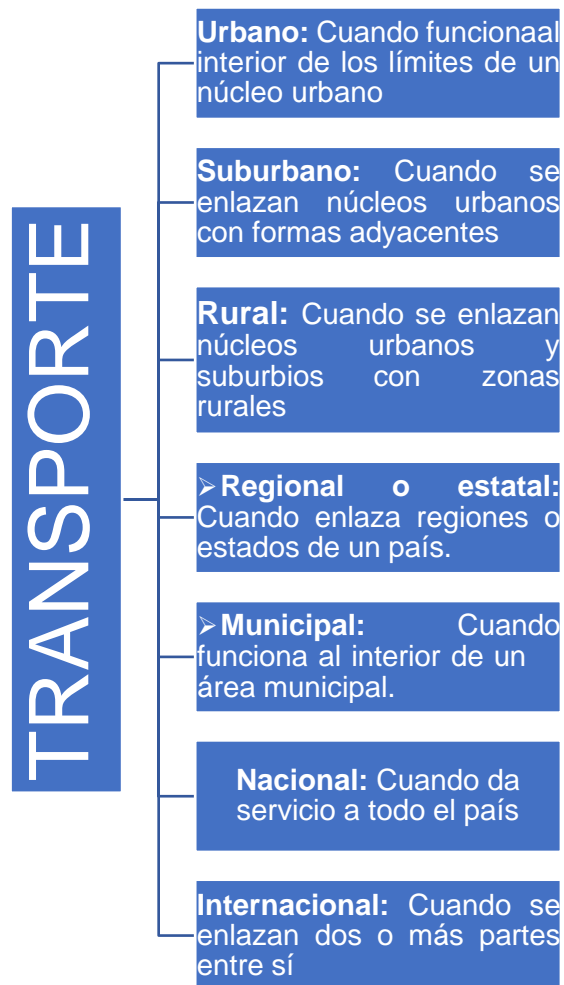 TRANSPORTE
Urbano: Cuando funcionaal
interior de los límites de un
núcleo urbano
Suburbano: Cuando se
enlazan núcleos urbanos
con formas adyacentes
Rural: Cuando se enlazan
núcleos urbanos y
suburbios con zonas
rurales
➢Regional o estatal:
Cuando enlaza regiones o
estados de un país.
➢Municipal: Cuando
funciona al interior de un
área municipal.
Nacional: Cuando da
servicio a todo el país
Internacional: Cuando se
enlazan dos o más partes
entre sí